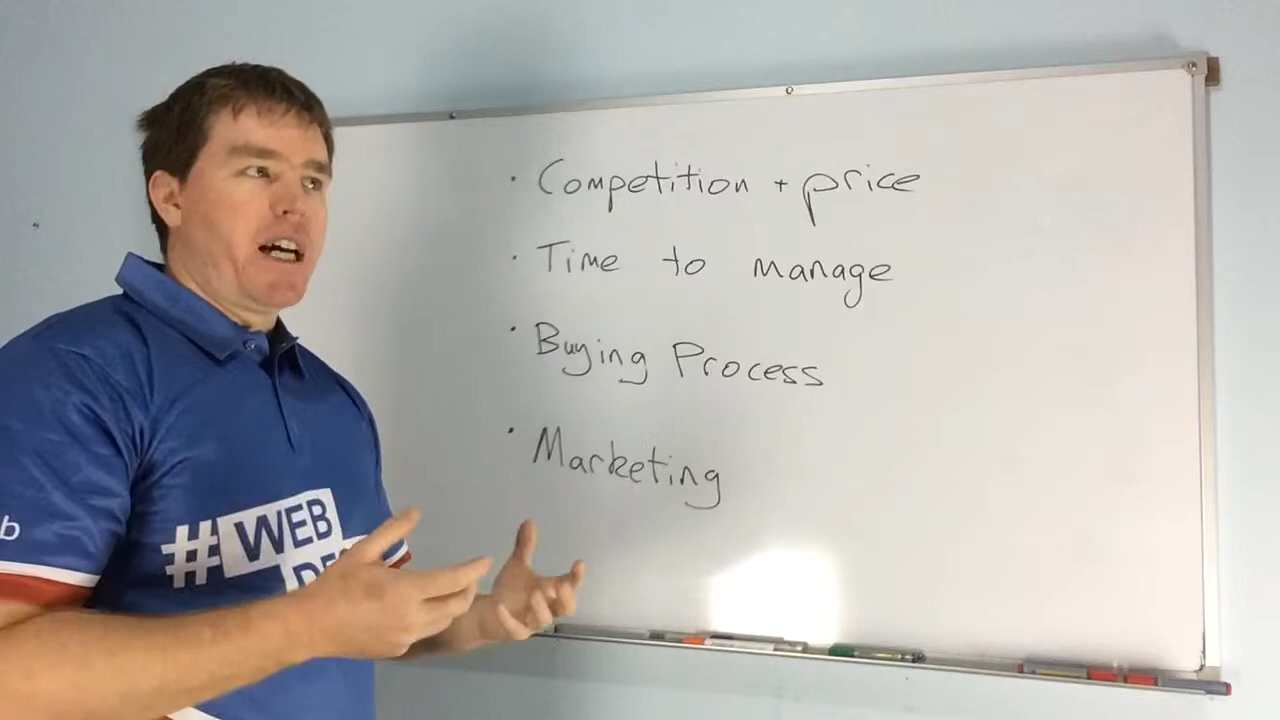 · Competition + price
· Time to manage
· Buying Process
· Marketing
#WEB
b